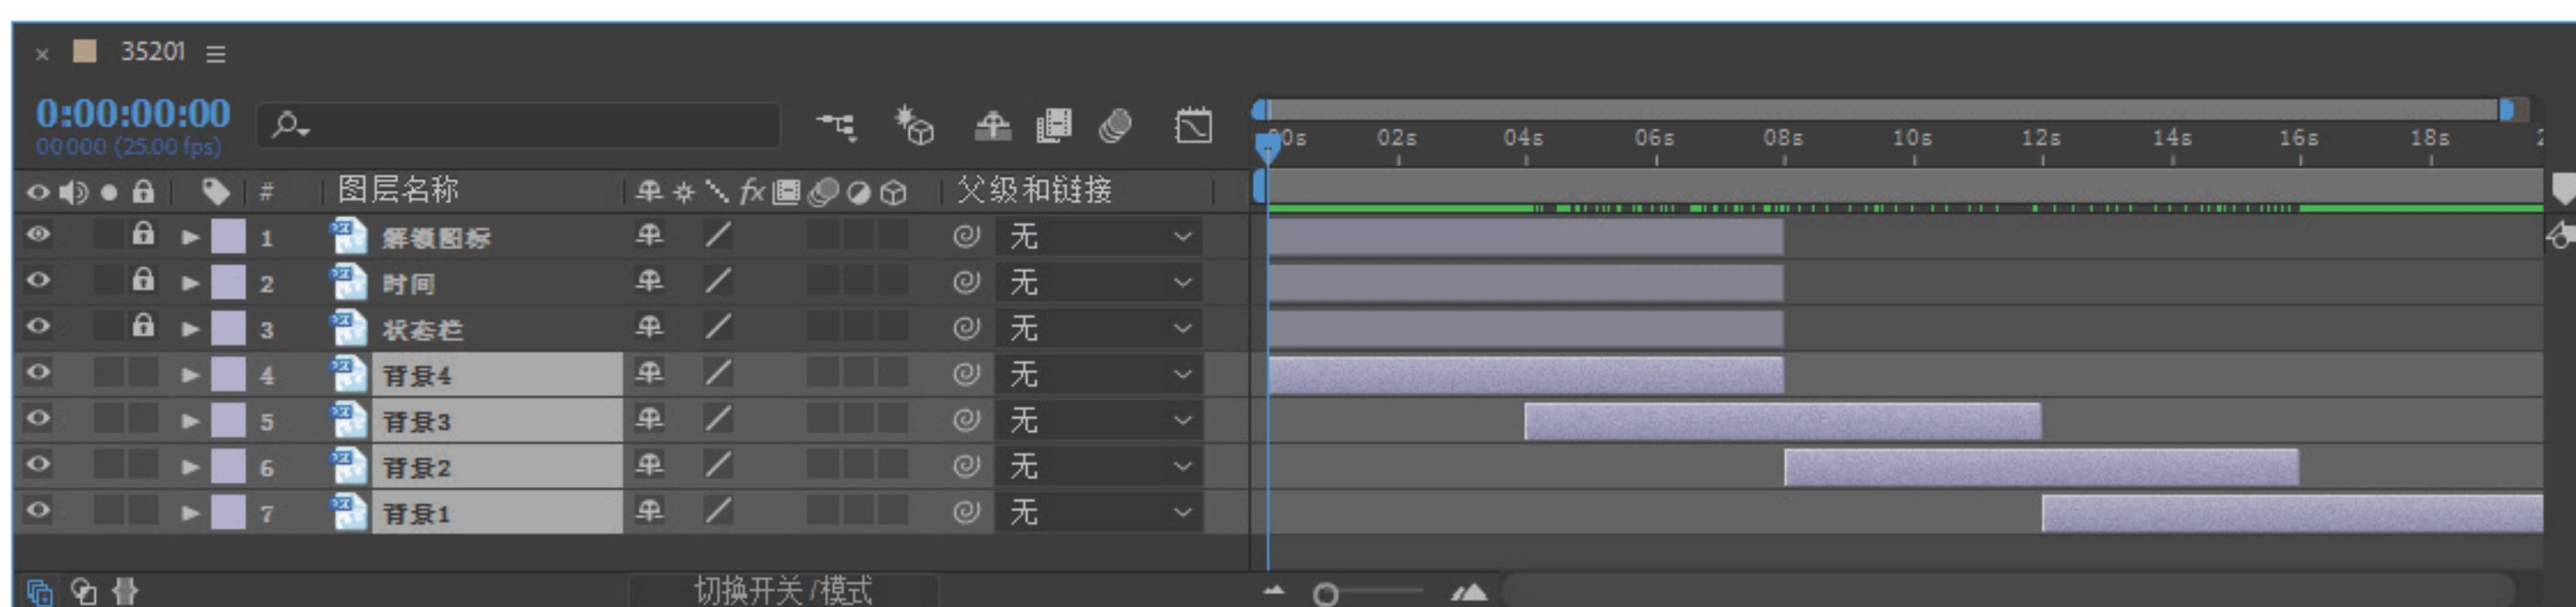 35201
0:00:00:00
00000 (25.00 fps)
00s 02s 04s 06s 08s 10s 12s 14s 16s 18s 2
# 图层名称 fx 父级和链接
1 解锁图标 无
2 时间 无
3 状态栏 无
4 背景4 无
5 背景3 无
6 背景2 无
7 背景1 无
切换开关/模式